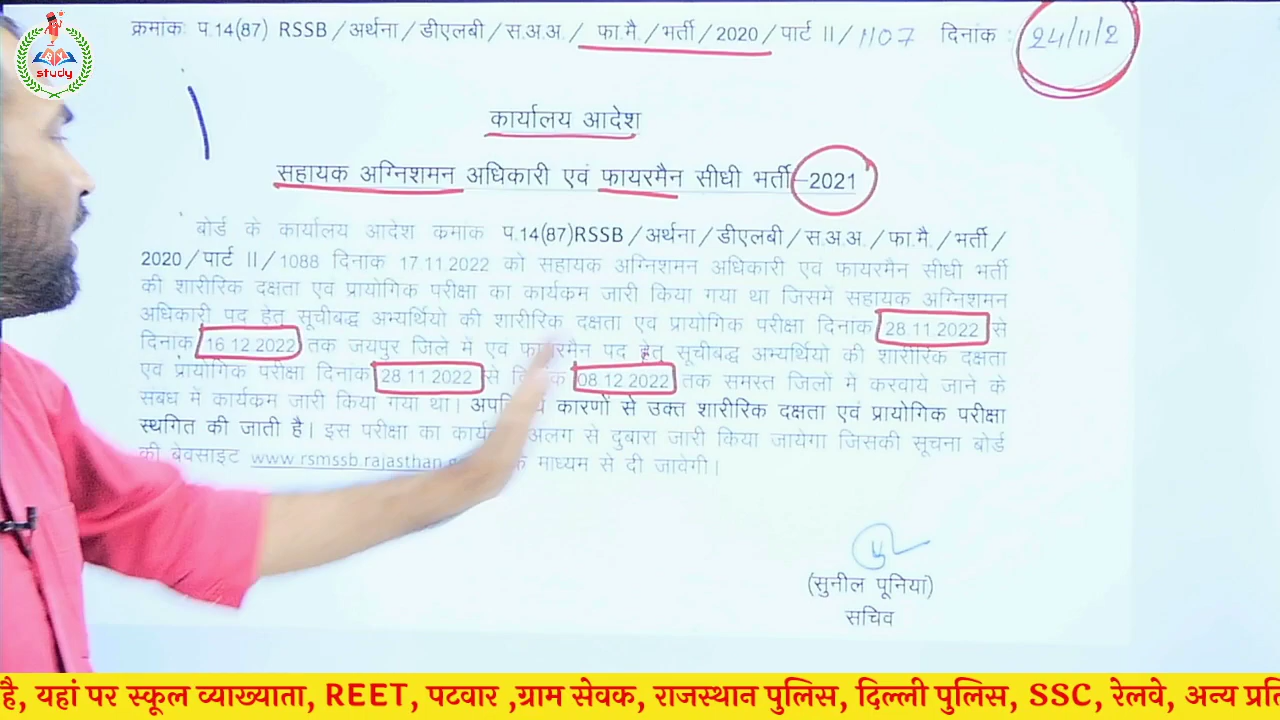 क्रमांक: प.14(87) RSSB/अर्थना/डीएलबी/स.अ.अ./फा.मै./भर्ती/2020/पार्ट II/1107 दिनांक : 24/11/2
RJ
study
कार्यालय आदेश
सहायक अग्निशमन अधिकारी एवं फायरमैन सीधी भर्ती–2021
बोर्ड के कार्यालय आदेश कमांक प.14(87)RSSB/अर्थना/डीएलबी/स.अ.अ./फा.मै./भर्ती/
2020/पार्ट II/1088 दिनांक 17.11.2022 को सहायक अग्निशमन अधिकारी एवं फायरमैन सीधी भर्ती
की शारीरिक दक्षता एवं प्रायोगिक परीक्षा का कार्यकम जारी किया गया था जिसमें सहायक अग्निशमन
अधिकारी पद हेतु सूचीबद्ध अभ्यर्थियो की शारीरिक दक्षता एवं प्रायोगिक परीक्षा दिनांक 28.11.2022 से
दिनांक 16.12.2022 तक जयपुर जिले में एवं फायरमैन पद हेतु सूचीबद्ध अभ्यर्थियो की शारीरिक दक्षता
एवं प्रायोगिक परीक्षा दिनांक 28.11.2022 से 08.12.2022 तक समस्त जिलों में करवाये जाने के
संबंध में कार्यकम जारी किया गया था। कारणों से उक्त शारीरिक दक्षता एवं प्रायोगिक परीक्षा
स्थगित की जाती है। इस परीक्षा का अलग से दुबारा जारी किया जायेगा जिसकी सूचना बोर्ड
की बेवसाइट www.rsmssb.rajasthan. माध्यम से दी जावेगी।
(सुनील पूनिया)
सचिव
है, यहां पर स्कूल व्याख्याता, REET, पटवार ,ग्राम सेवक, राजस्थान पुलिस, दिल्ली पुलिस, SSC, रेलवे, अन्य प्रति